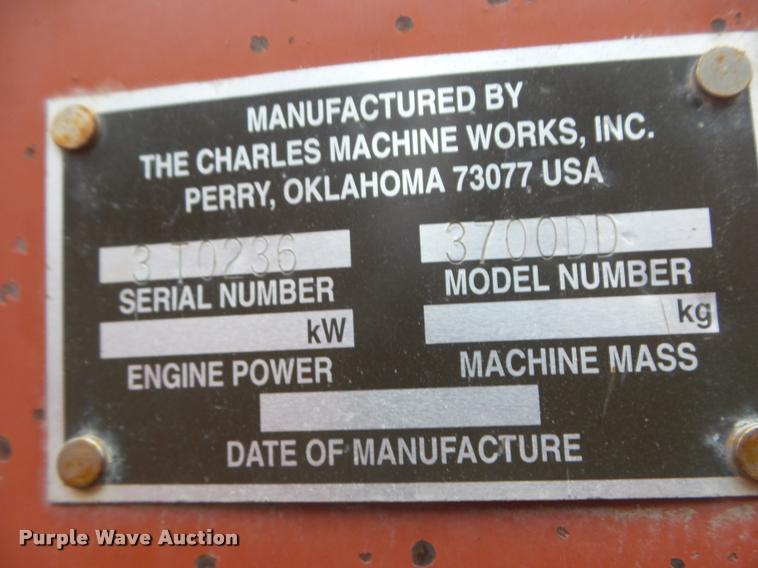 MANUFACTURED BY
THE CHARLES MACHINE WORKS, INC.
PERRY, OKLAHOMA 73077 USA
3T0236 3700DD
SERIAL NUMBER MODEL NUMBER
kW kg
ENGINE POWER MACHINE MASS
DATE OF MANUFACTURE
Purple Wave Auction